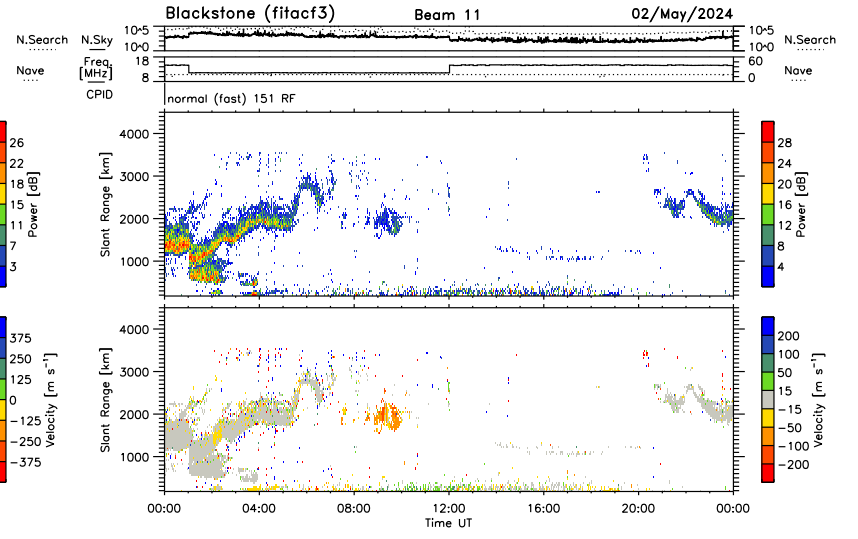 Blackstone (fitacf3) Beam 11 02/May/2024
N.Search N.Sky 10^5 10^0 10^5 10^0 N.Search
Nave Freq. [MHz] 18 8 60 0 Nave
CPID normal (fast) 151 RF
26 22 18 15 11 7 3 Power [dB]
Slant Range [km] 4000 3000 2000 1000
28 24 20 16 12 8 4 Power [dB]
375 250 125 0 −125 −250 −375 Velocity [m s⁻¹]
Slant Range [km] 4000 3000 2000 1000
200 100 50 15 −15 −50 −100 −200 Velocity [m s⁻¹]
00:00 04:00 08:00 12:00 16:00 20:00 00:00
Time UT